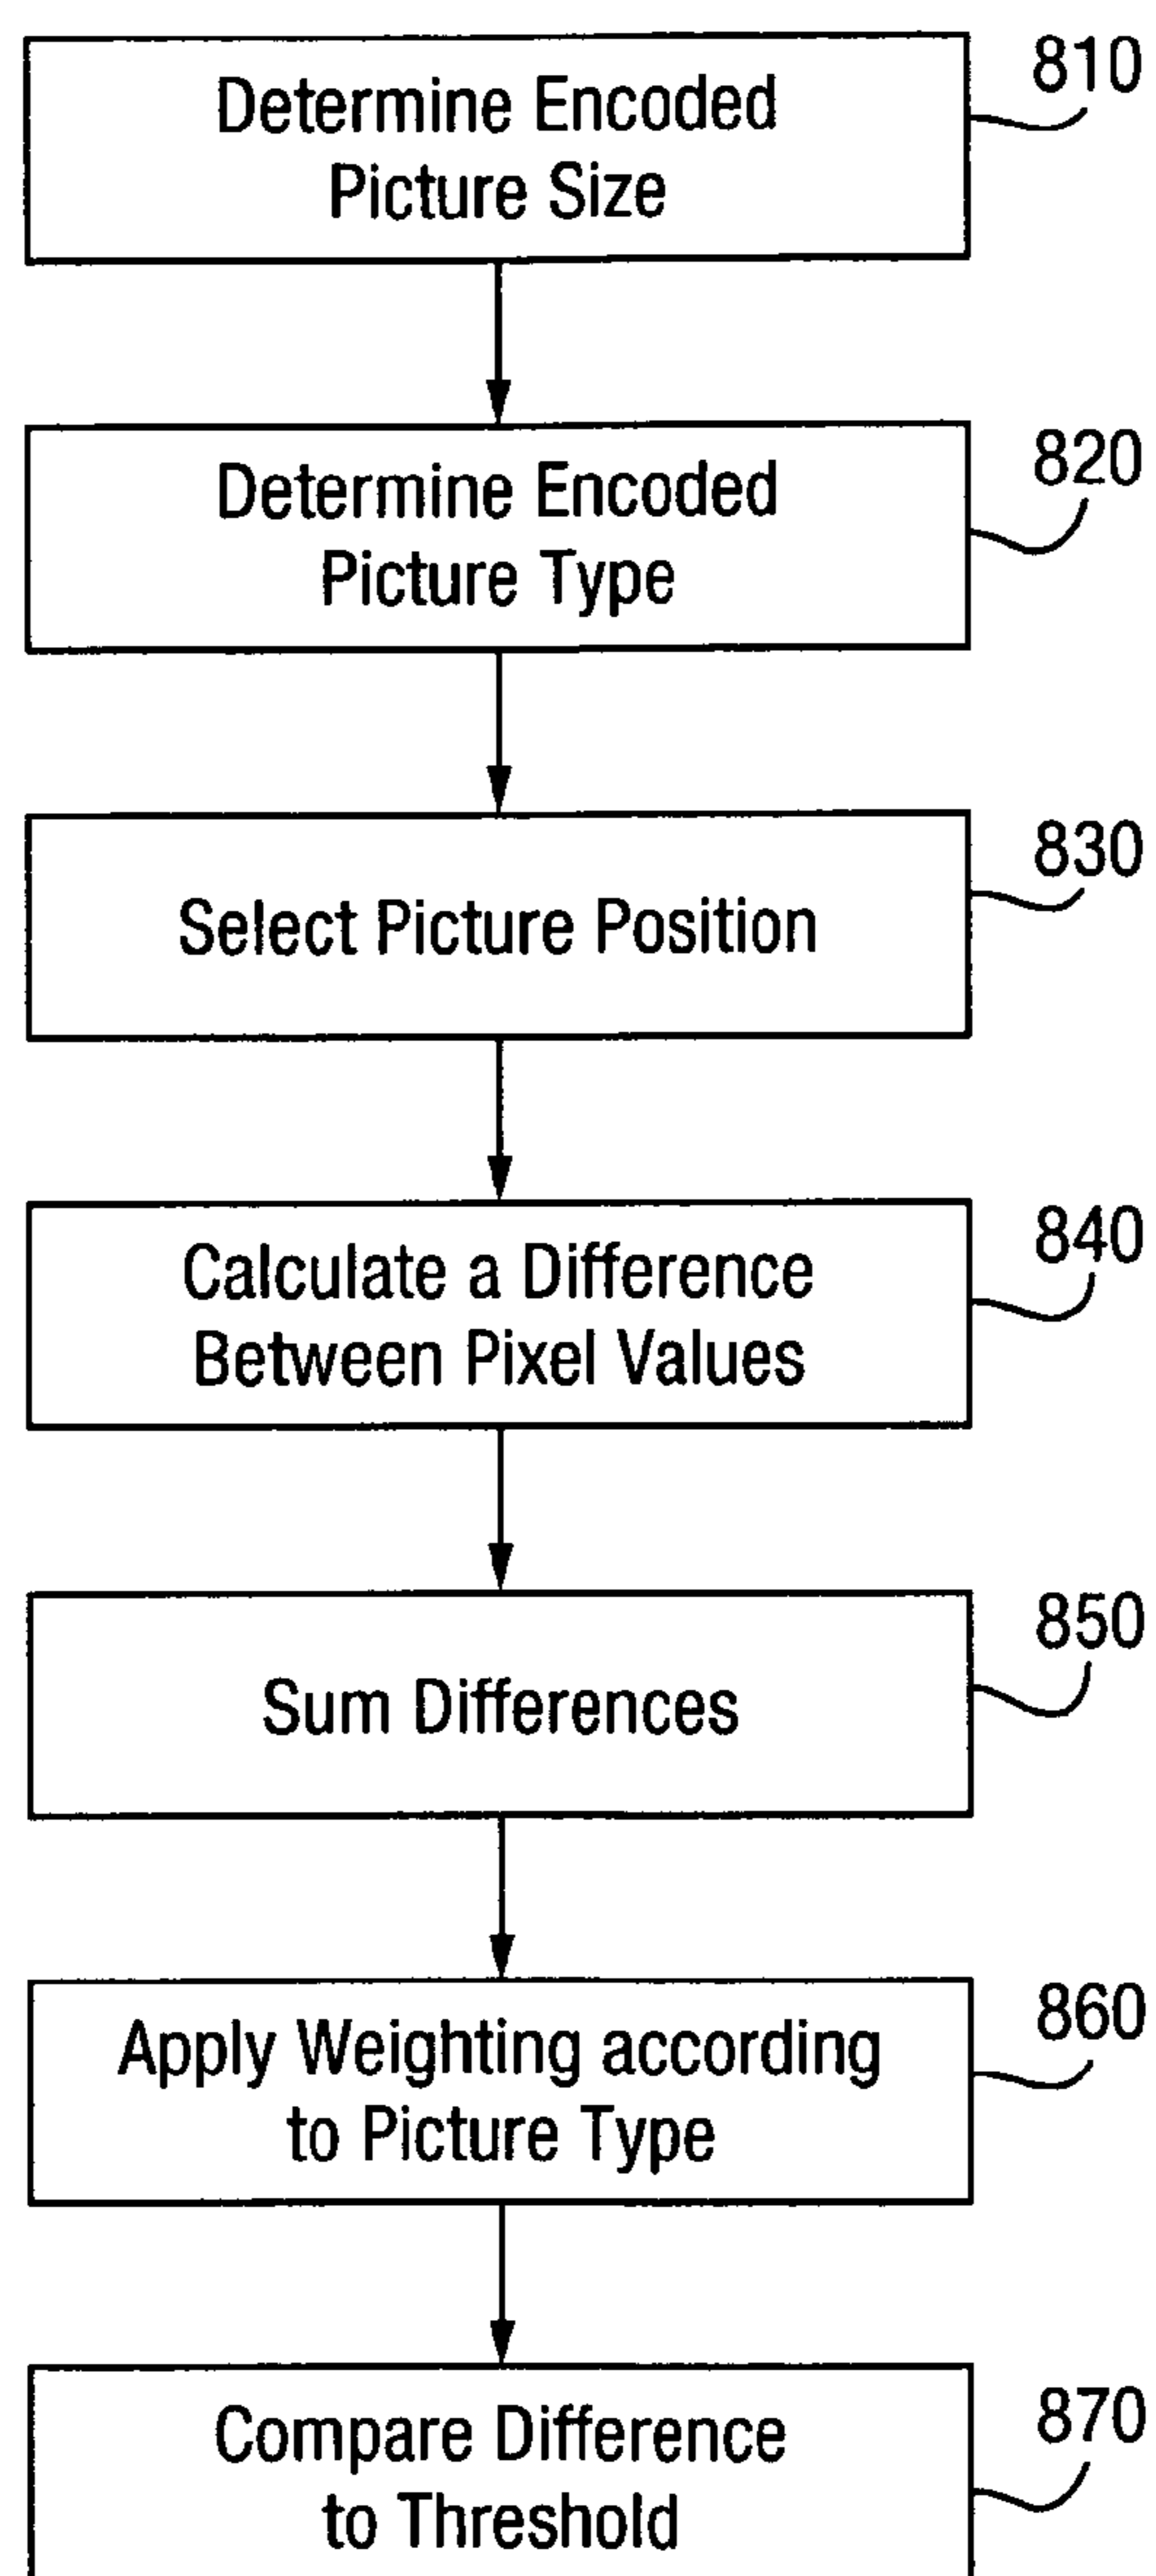 810
Determine Encoded
Picture Size
820
Determine Encoded
Picture Type
830
Select Picture Position
840
Calculate a Difference
Between Pixel Values
850
Sum Differences
860
Apply Weighting according
to Picture Type
870
Compare Difference
to Threshold